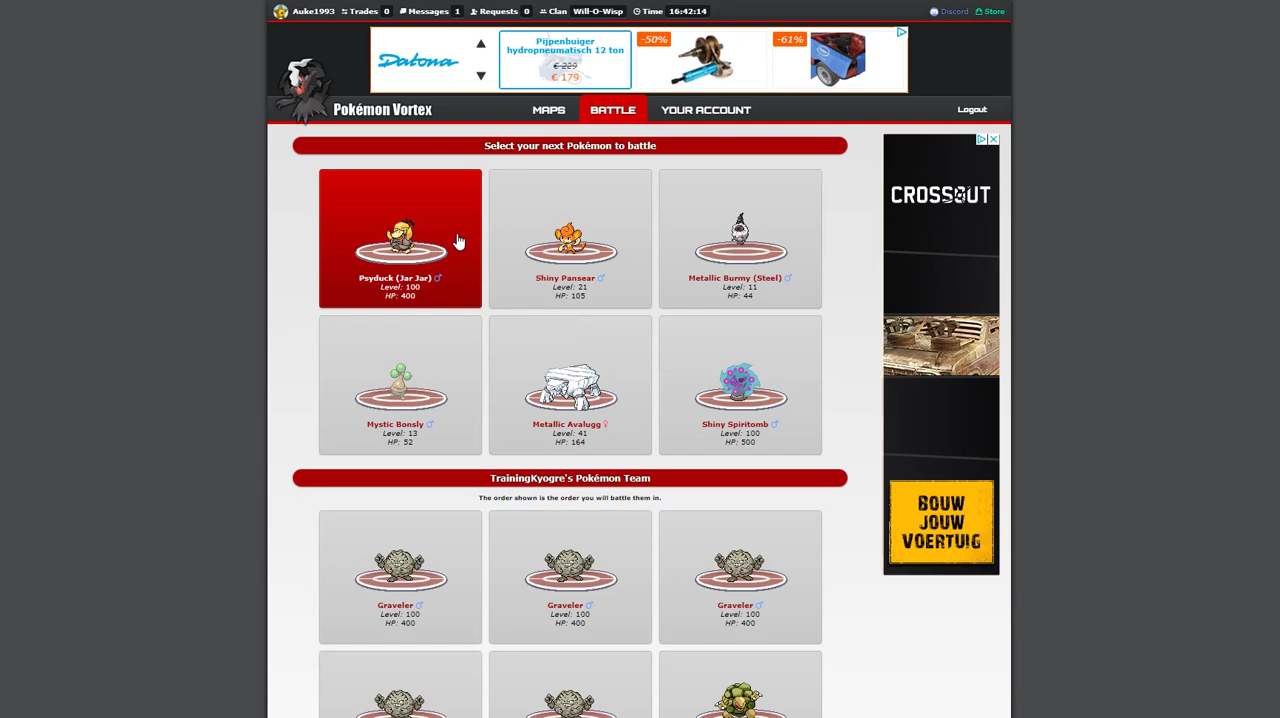 Auke1993 Trades 0 Messages 1 Requests 0 Clan Will-O-Wisp Time 16:42:14 Discord Store
Datona
Pijpenbuiger
hydropneumatisch 12 ton
€ 229
€ 179
-50%
-61%
Pokémon Vortex
MAPS BATTLE YOUR ACCOUNT Logout
Select your next Pokémon to battle
Psyduck (Jar Jar) ♂
Level: 100
HP: 400
Shiny Pansear ♂
Level: 21
HP: 105
Metallic Burmy (Steel) ♂
Level: 11
HP: 44
Mystic Bonsly ♂
Level: 13
HP: 52
Metallic Avalugg ♀
Level: 41
HP: 164
Shiny Spiritomb ♂
Level: 100
HP: 500
TrainingKyogre's Pokémon Team
The order shown is the order you will battle them in.
Graveler ♂
Level: 100
HP: 400
Graveler ♂
Level: 100
HP: 400
Graveler ♂
Level: 100
HP: 400
CROSSOUT
BOUW
JOUW
VOERTUIG